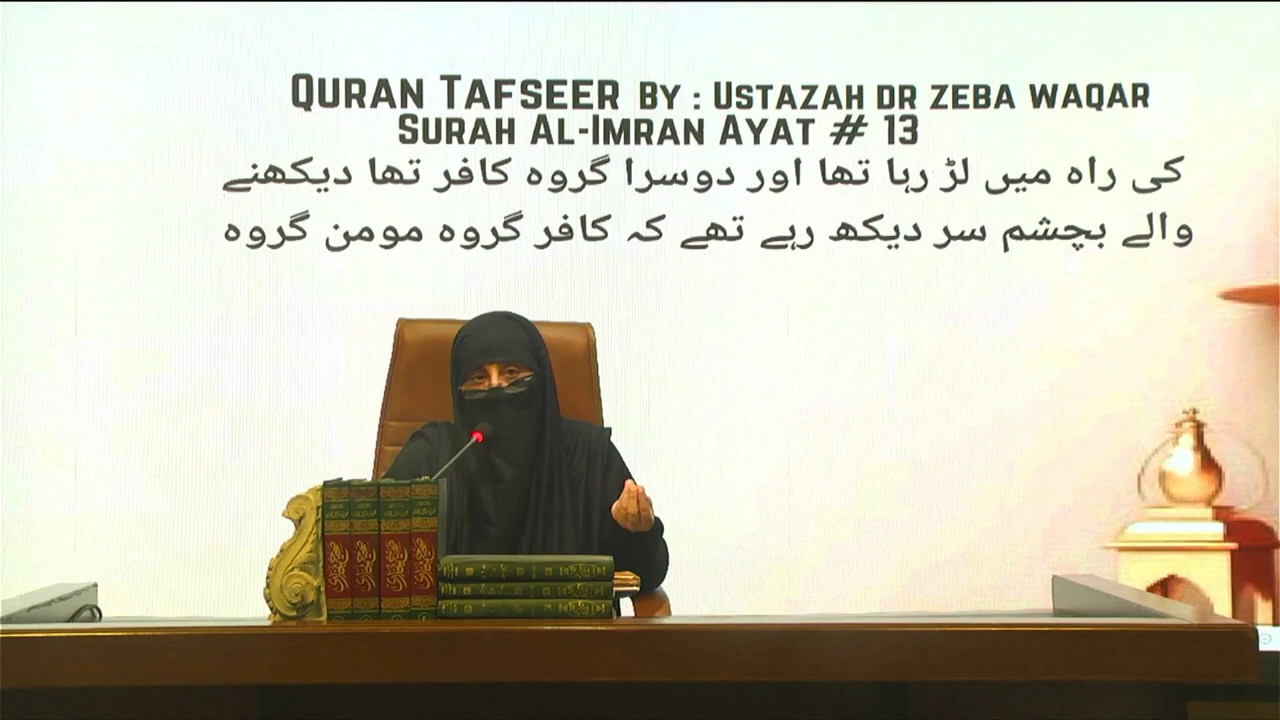 QURAN TAFSEER BY : USTAZAH DR ZEBA WAQAR
SURAH AL-IMRAN AYAT # 13
کی راہ میں لڑ رہا تھا اور دوسرا گروہ کافر تھا دیکھنے
والے بچشم سر دیکھ رہے تھے کہ کافر گروہ مومن گروہ